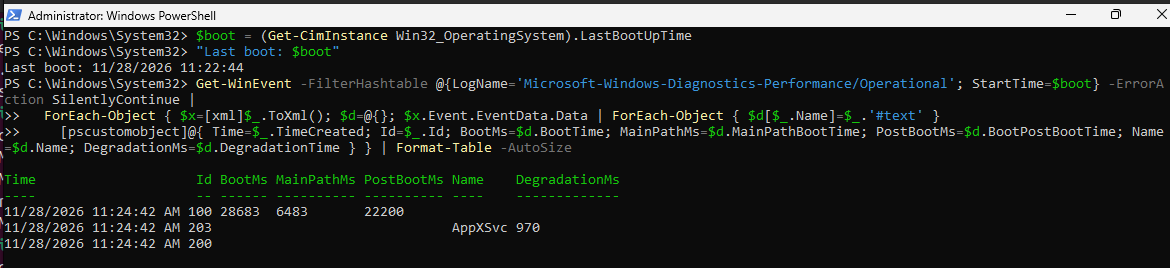 Administrator: Windows PowerShell
PS C:\Windows\System32> $boot = (Get-CimInstance Win32_OperatingSystem).LastBootUpTime
PS C:\Windows\System32> "Last boot: $boot"
Last boot: 11/28/2026 11:22:44
PS C:\Windows\System32> Get-WinEvent -FilterHashtable @{LogName='Microsoft-Windows-Diagnostics-Performance/Operational'; StartTime=$boot} -ErrorA
ction SilentlyContinue |
>>   ForEach-Object { $x=[xml]$_.ToXml(); $d=@{}; $x.Event.EventData.Data | ForEach-Object { $d[$_.Name]=$_.'#text' }
>>     [pscustomobject]@{ Time=$_.TimeCreated; Id=$_.Id; BootMs=$d.BootTime; MainPathMs=$d.MainPathBootTime; PostBootMs=$d.BootPostBootTime; Name
=$d.Name; DegradationMs=$d.DegradationTime } } | Format-Table -AutoSize
Time                    Id BootMs MainPathMs PostBootMs Name    DegradationMs
----                    -- ------ ---------- ---------- ----    -------------
11/28/2026 11:24:42 AM 100 28683  6483       22200
11/28/2026 11:24:42 AM 203                              AppXSvc 970
11/28/2026 11:24:42 AM 200